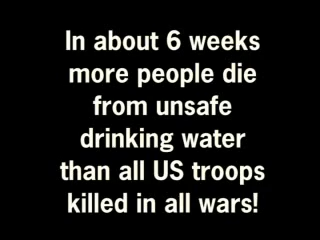 In about 6 weeks
more people die
from unsafe
drinking water
than all US troops
killed in all wars!